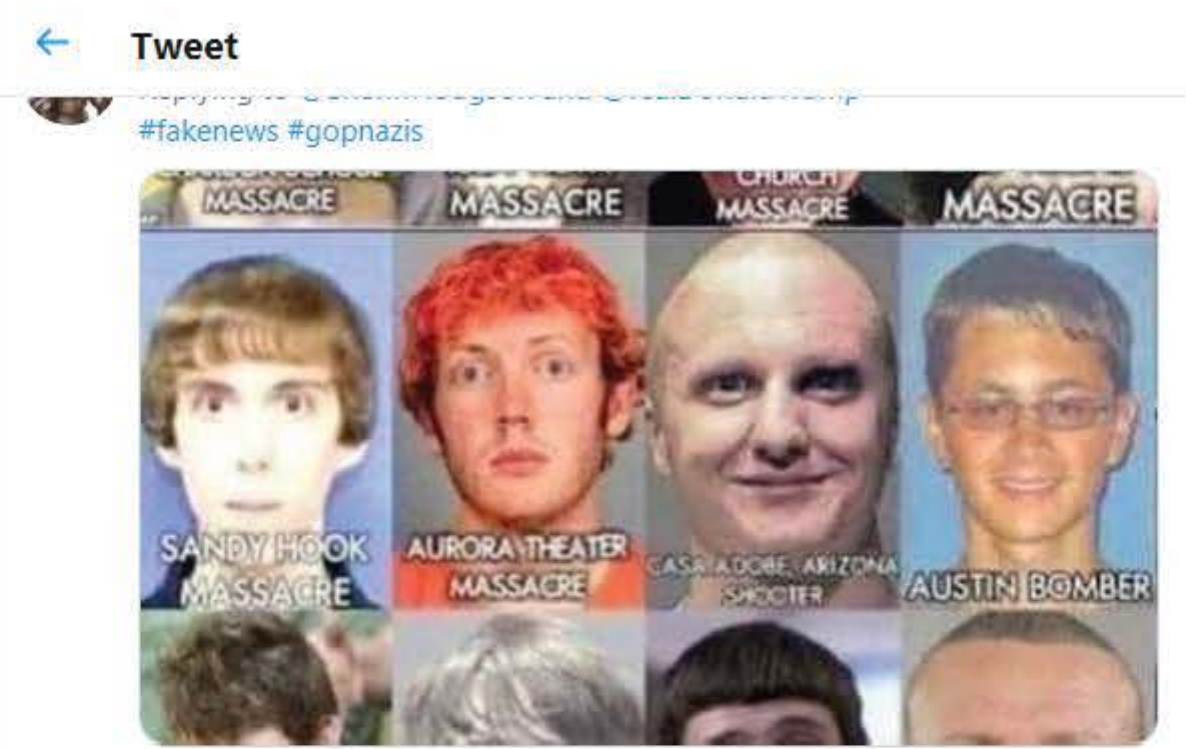 Tweet
#fakenews #gopnazis
MASSACRE
MASSACRE
CHURCH
MASSACRE
MASSACRE
SANDY HOOK
MASSACRE
AURORA THEATER
MASSACRE
CASA ADOBE, ARIZONA
SHOOTER
AUSTIN BOMBER